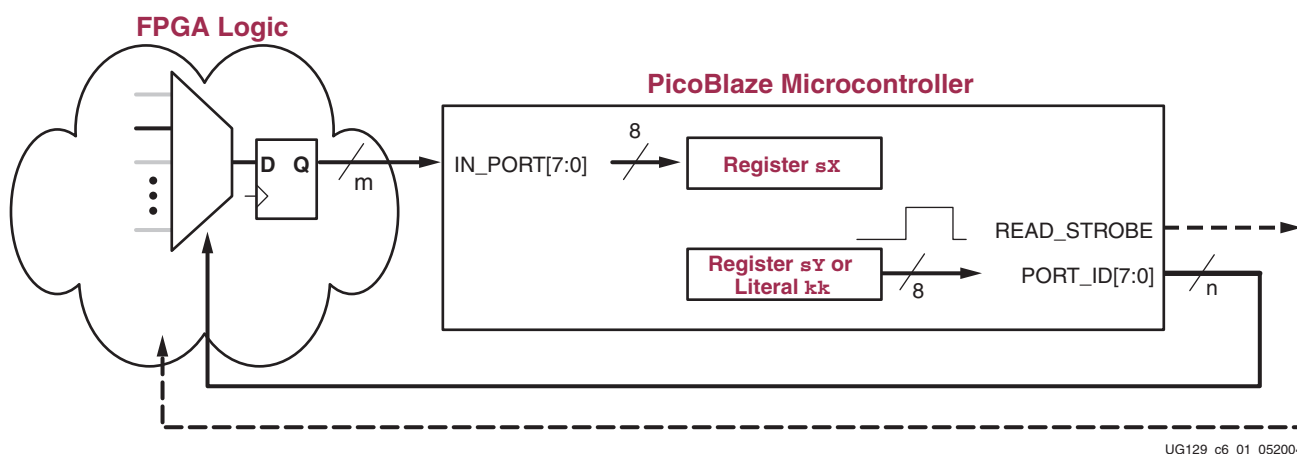 FPGA Logic
PicoBlaze Microcontroller
D Q
m
IN_PORT[7:0]
8
Register sX
READ_STROBE
Register sY or
Literal kk
8
PORT_ID[7:0]
n
UG129_c6_01_052004